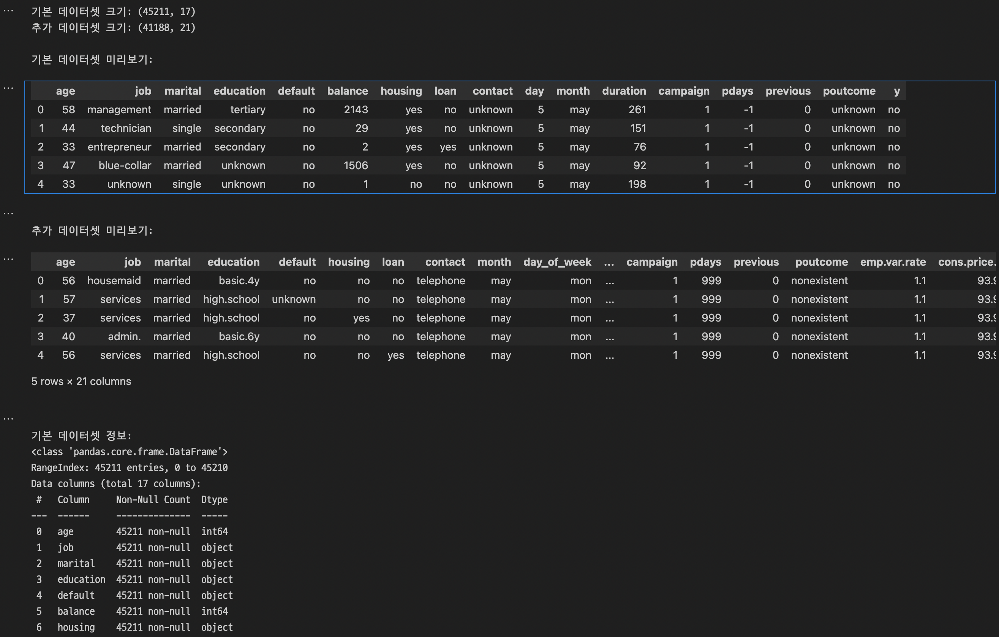 기본 데이터셋 크기: (45211, 17)
추가 데이터셋 크기: (41188, 21)
기본 데이터셋 미리보기:
age job marital education default balance housing loan contact day month duration campaign pdays previous poutcome y
0 58 management married tertiary no 2143 yes no unknown 5 may 261 1 -1 0 unknown no
1 44 technician single secondary no 29 yes no unknown 5 may 151 1 -1 0 unknown no
2 33 entrepreneur married secondary no 2 yes yes unknown 5 may 76 1 -1 0 unknown no
3 47 blue-collar married unknown no 1506 yes no unknown 5 may 92 1 -1 0 unknown no
4 33 unknown single unknown no 1 no no unknown 5 may 198 1 -1 0 unknown no
추가 데이터셋 미리보기:
age job marital education default housing loan contact month day_of_week ... campaign pdays previous poutcome emp.var.rate cons.price.
0 56 housemaid married basic.4y no no no telephone may mon ... 1 999 0 nonexistent 1.1 93.9
1 57 services married high.school unknown no no telephone may mon ... 1 999 0 nonexistent 1.1 93.9
2 37 services married high.school no yes no telephone may mon ... 1 999 0 nonexistent 1.1 93.9
3 40 admin. married basic.6y no no no telephone may mon ... 1 999 0 nonexistent 1.1 93.9
4 56 services married high.school no no yes telephone may mon ... 1 999 0 nonexistent 1.1 93.9
5 rows × 21 columns
기본 데이터셋 정보:
<class 'pandas.core.frame.DataFrame'>
RangeIndex: 45211 entries, 0 to 45210
Data columns (total 17 columns):
# Column Non-Null Count Dtype
--- ------ -------------- -----
0 age 45211 non-null int64
1 job 45211 non-null object
2 marital 45211 non-null object
3 education 45211 non-null object
4 default 45211 non-null object
5 balance 45211 non-null int64
6 housing 45211 non-null object